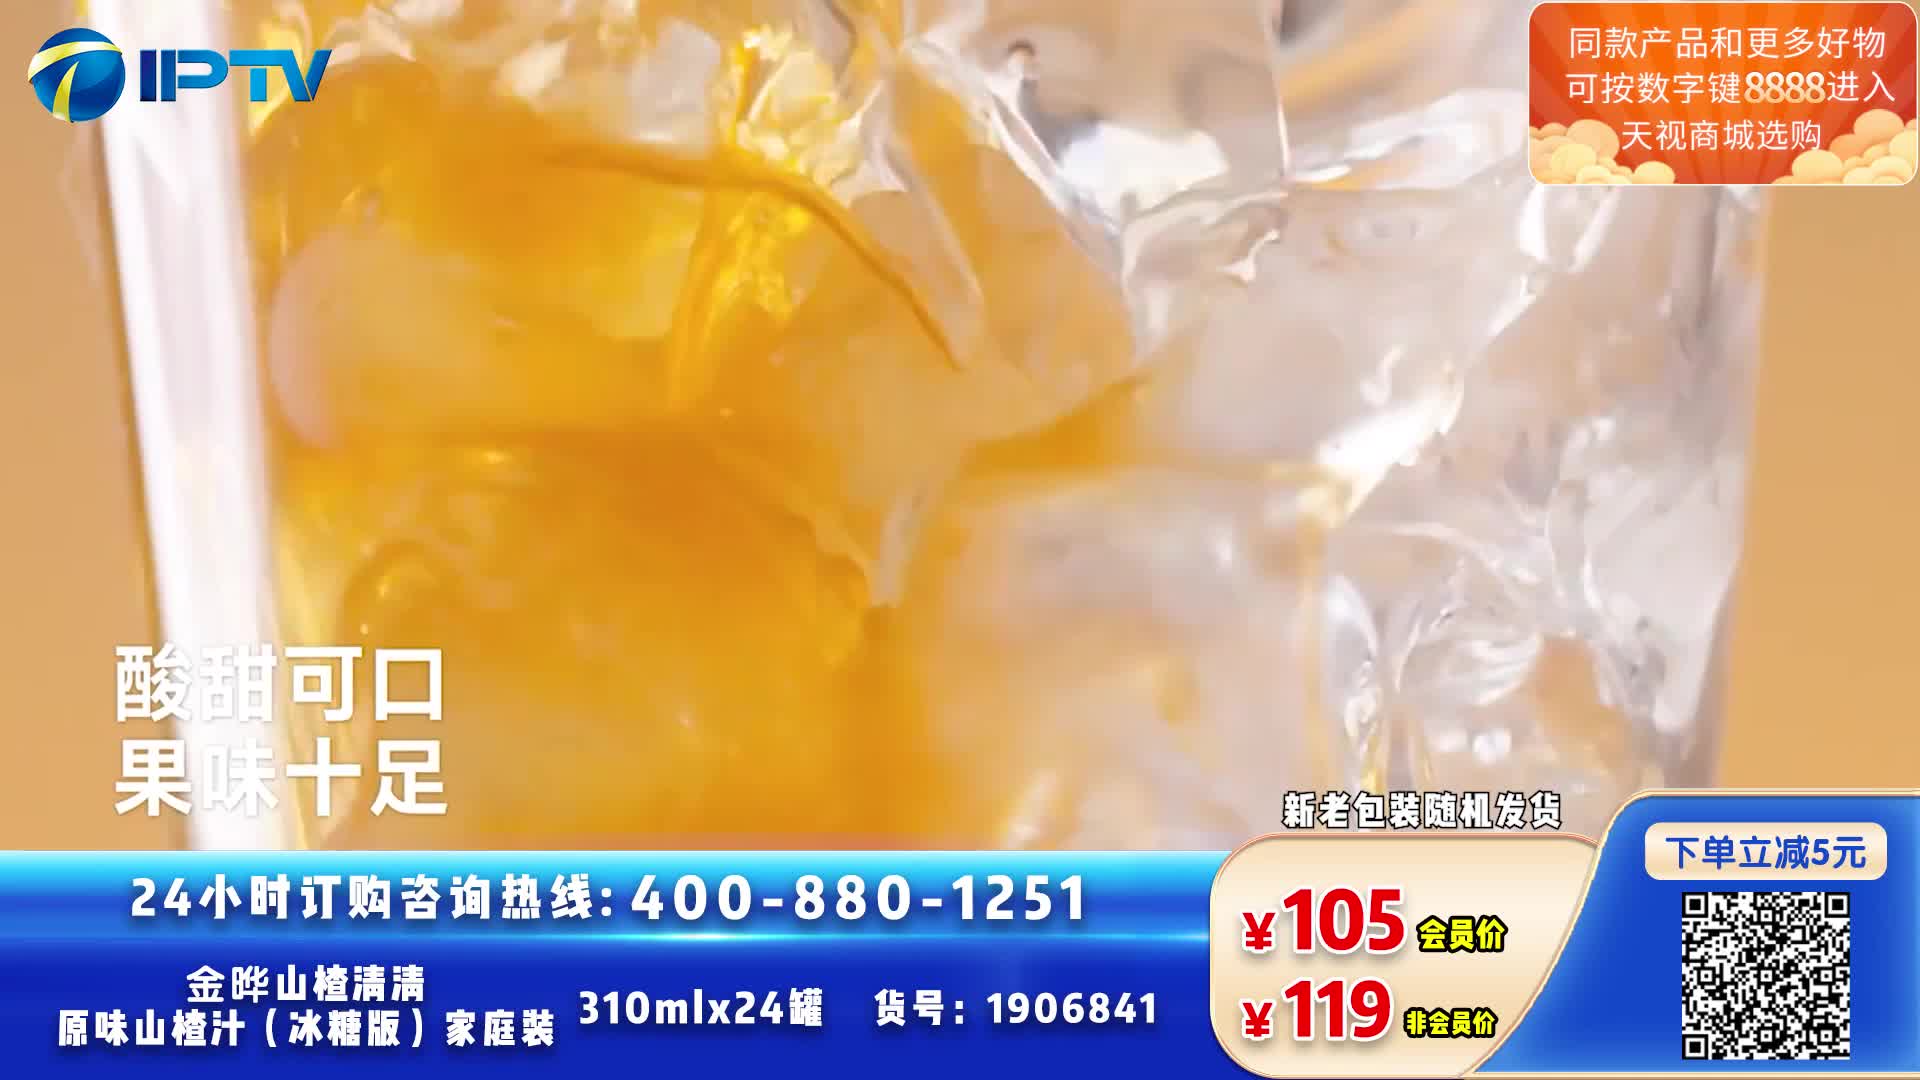 IPTV
同款产品和更多好物
可按数字键8888进入
天视商城选购
酸甜可口
果味十足
新老包装随机发货
24小时订购咨询热线：400-880-1251
金晔山楂清清
原味山楂汁（冰糖版）家庭装
310mlx24罐 货号：1906841
¥105 会员价
¥119 非会员价
下单立减5元